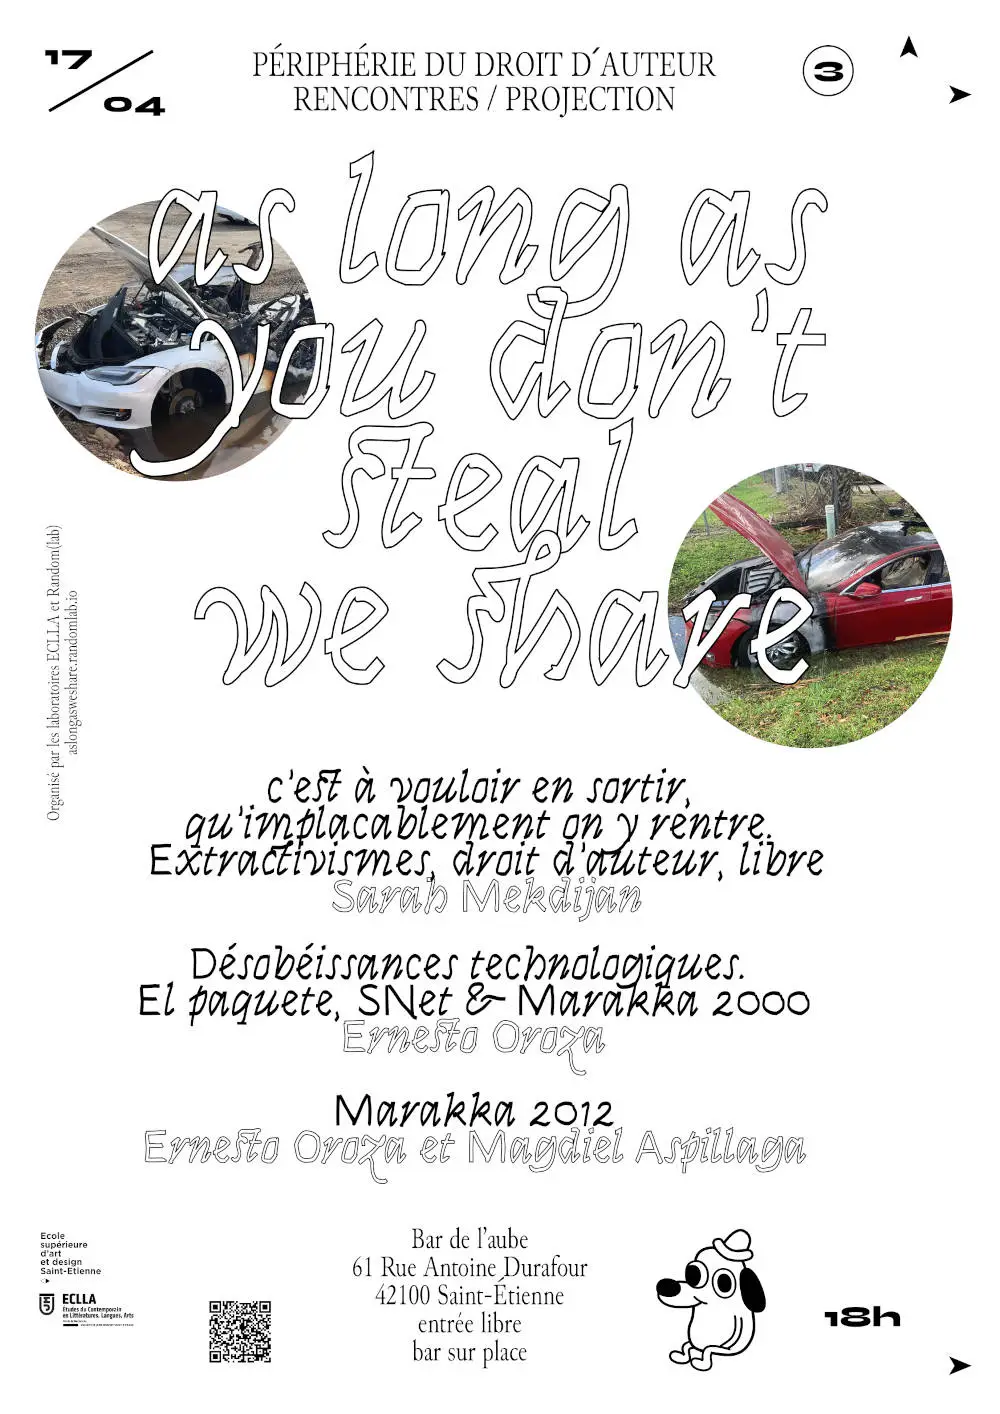 17/04
PÉRIPHÉRIE DU DROIT D´AUTEUR
RENCONTRES / PROJECTION
3
as long as
you don't
steal
we share
Organisé par les laboratoires ECLLA et Random(lab)
aslongasweshare.randomlab.io
c'est à vouloir en sortir,
qu'implacablement on y rentre.
Extractivismes, droit d'auteur, libre
Sarah Mekdijan
Désobéissances technologiques.
El paquete, SNet & Marakka 2000
Ernesto Oroza
Marakka 2012
Ernesto Oroza et Magdiel Aspillaga
Ecole
supérieure
d'art
et design
Saint-Etienne
ECLLA
Études du Contemporain
en Littératures, Langues, Arts
Bar de l'aube
61 Rue Antoine Durafour
42100 Saint-Étienne
entrée libre
bar sur place
18h